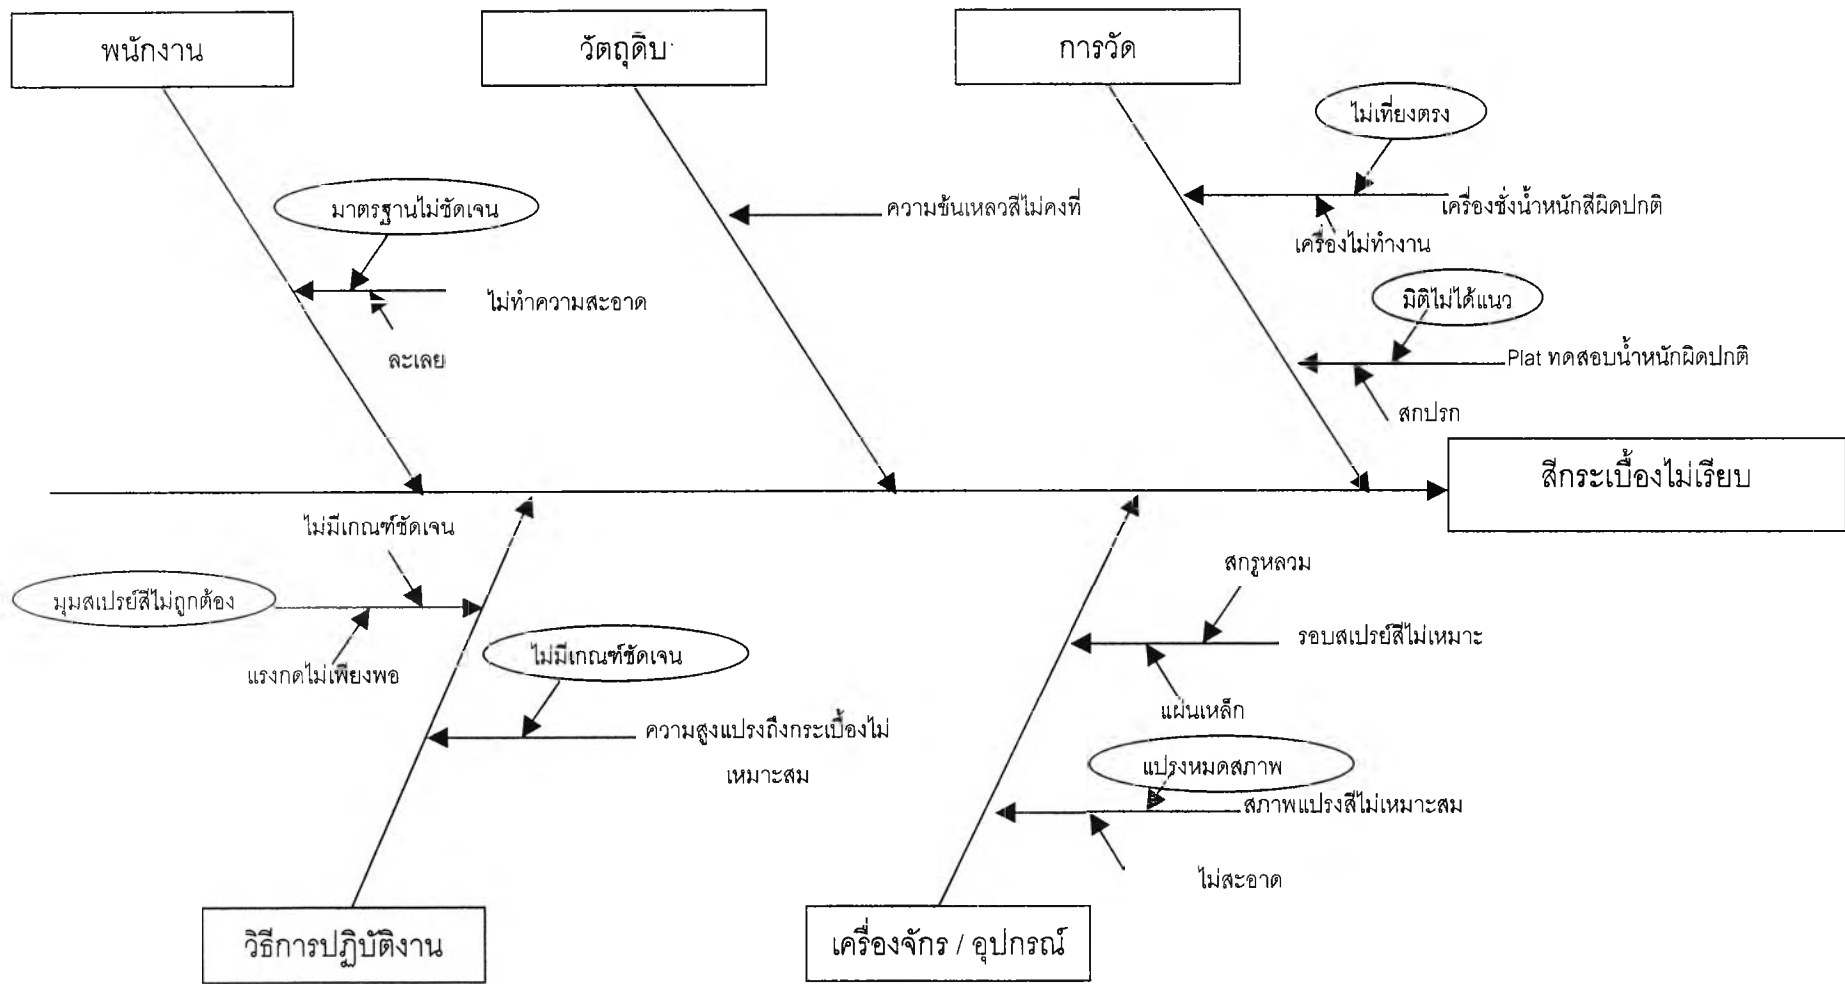 พนักงาน
วัตถุดิบ
การวัด
ไม่เที่ยงตรง
มาตรฐานไม่ชัดเจน
ความข้นเหลวสีไม่คงที่
เครื่องชั่งน้ำหนักสีผิดปกติ
เครื่องไม่ทำงาน
ไม่ทำความสะอาด
มิติไม่ได้แนว
ละเลย
Plat ทดสอบน้ำหนักผิดปกติ
สกปรก
สีกระเบื้องไม่เรียบ
ไม่มีเกณฑ์ชัดเจน
สกรูหลวม
มุมสเปรย์สีไม่ถูกต้อง
รอบสเปรย์สีไม่เหมาะ
ไม่มีเกณฑ์ชัดเจน
แรงกดไม่เพียงพอ
แผ่นเหล็ก
ความสูงแปรงถึงกระเบื้องไม่
เหมาะสม
แปรงหมดสภาพ
สภาพแปรงสีไม่เหมาะสม
ไม่สะอาด
วิธีการปฏิบัติงาน
เครื่องจักร / อุปกรณ์